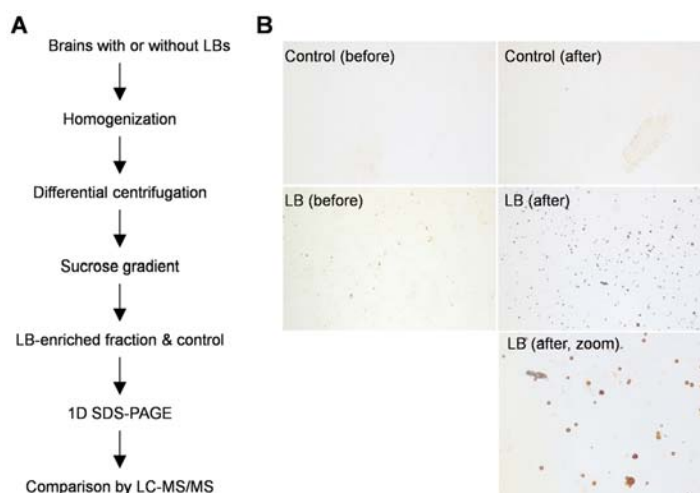 A
Brains with or without LBs
Homogenization
Differential centrifugation
Sucrose gradient
LB-enriched fraction & control
1D SDS-PAGE
Comparison by LC-MS/MS
B
Control (before)
Control (after)
LB (before)
LB (after)
LB (after, zoom)